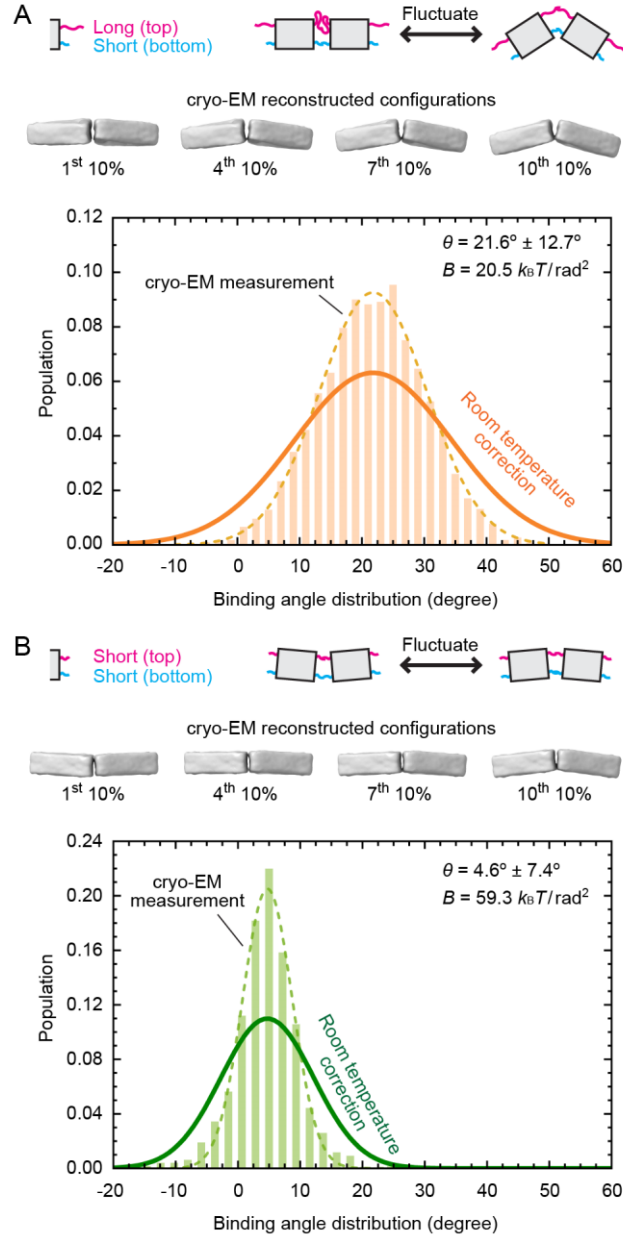 A
Long (top)
Short (bottom)
Fluctuate
cryo-EM reconstructed configurations
1st 10%
4th 10%
7th 10%
10th 10%
0.12
0.10
0.08
0.06
0.04
0.02
0.00
Population
cryo-EM measurement
θ = 21.6º ± 12.7º
B = 20.5 kBT/rad²
Room temperature
correction
-20
-10
0
10
20
30
40
50
60
Binding angle distribution (degree)
B
Short (top)
Short (bottom)
Fluctuate
cryo-EM reconstructed configurations
1st 10%
4th 10%
7th 10%
10th 10%
0.24
0.20
0.16
0.12
0.08
0.04
0.00
Population
cryo-EM
measurement
θ = 4.6º ± 7.4º
B = 59.3 kBT/rad²
Room temperature
correction
-20
-10
0
10
20
30
40
50
60
Binding angle distribution (degree)